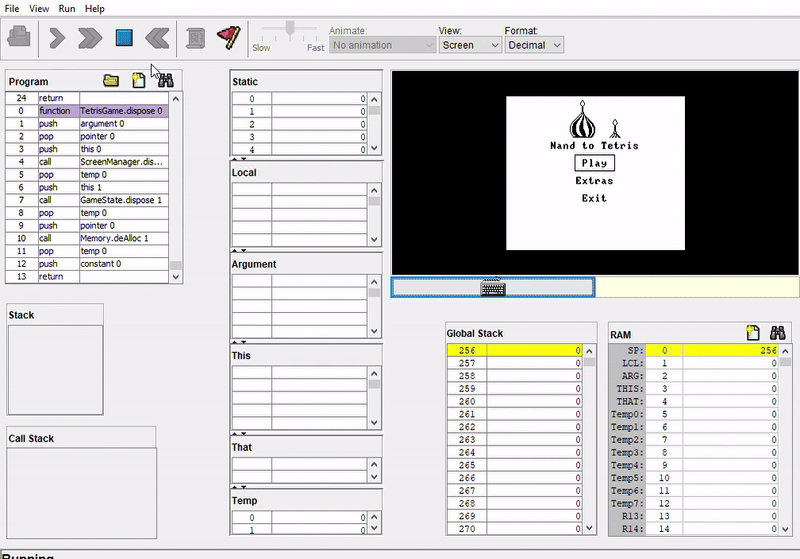 File View Run Help
Animate:
View:
Format:
Slow
Fast
No animation
Screen
Decimal
Program
24 return
0 function TetrisGame.dispose 0
1 push argument 0
2 pop pointer 0
3 push this 0
4 call ScreenManager.dis...
5 pop temp 0
6 push this 1
7 call GameState.dispose 1
8 pop temp 0
9 push pointer 0
10 call Memory.deAlloc 1
11 pop temp 0
12 push constant 0
13 return
Stack
Call Stack
Static
0 0
1 0
2 0
3 0
4 0
Local
Argument
This
That
Temp
0 0
1 0
Nand to Tetris
Play
Extras
Exit
Global Stack
256 0
257 0
258 0
259 0
260 0
261 0
262 0
263 0
264 0
265 0
266 0
267 0
268 0
269 0
270 0
RAM
SP: 0 256
LCL: 1 0
ARG: 2 0
THIS: 3 0
THAT: 4 0
Temp0: 5 0
Temp1: 6 0
Temp2: 7 0
Temp3: 8 0
Temp4: 9 0
Temp5: 10 0
Temp6: 11 0
Temp7: 12 0
R13: 13 0
R14: 14 0
Running